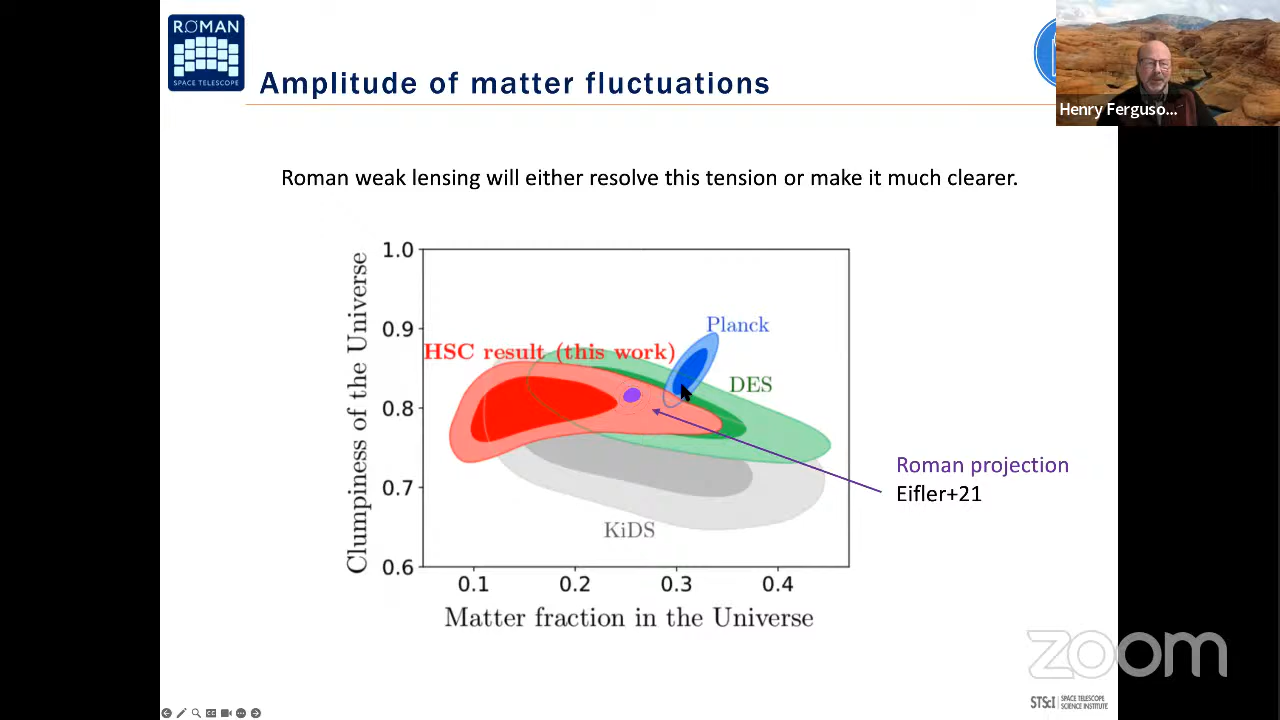 ROMAN
SPACE TELESCOPE
Amplitude of matter fluctuations
Henry Ferguso...
Roman weak lensing will either resolve this tension or make it much clearer.
Clumpiness of the Universe
1.0
0.9
0.8
0.7
0.6
Planck
HSC result (this work)
DES
KiDS
Roman projection
Eifler+21
0.1 0.2 0.3 0.4
Matter fraction in the Universe
zoom
STScI SPACE TELESCOPE
SCIENCE INSTITUTE